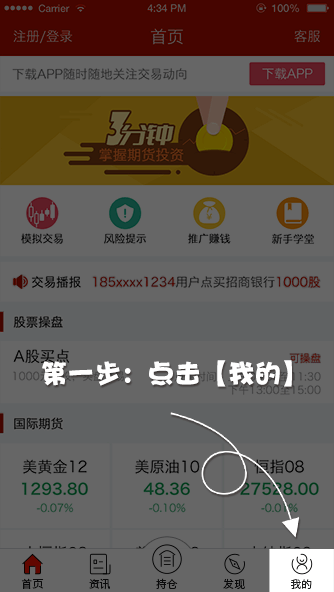 Carrier 4:34 PM 100%
注册/登录 首页 客服
下载APP随时随地关注交易动向 下载APP
3分钟
掌握期货投资
模拟交易 风险提示 推广赚钱 新手学堂
交易播报 185xxxx1234用户点买招商银行1000股
股票操盘
A股买点 可操盘
下午13:00至15:00
第一步：点击【我的】
国际期货
美黄金12 美原油10 恒指08
1293.80 48.36 27528.00
-0.07% -0.10% -0.01%
首页 资讯 持仓 发现 我的